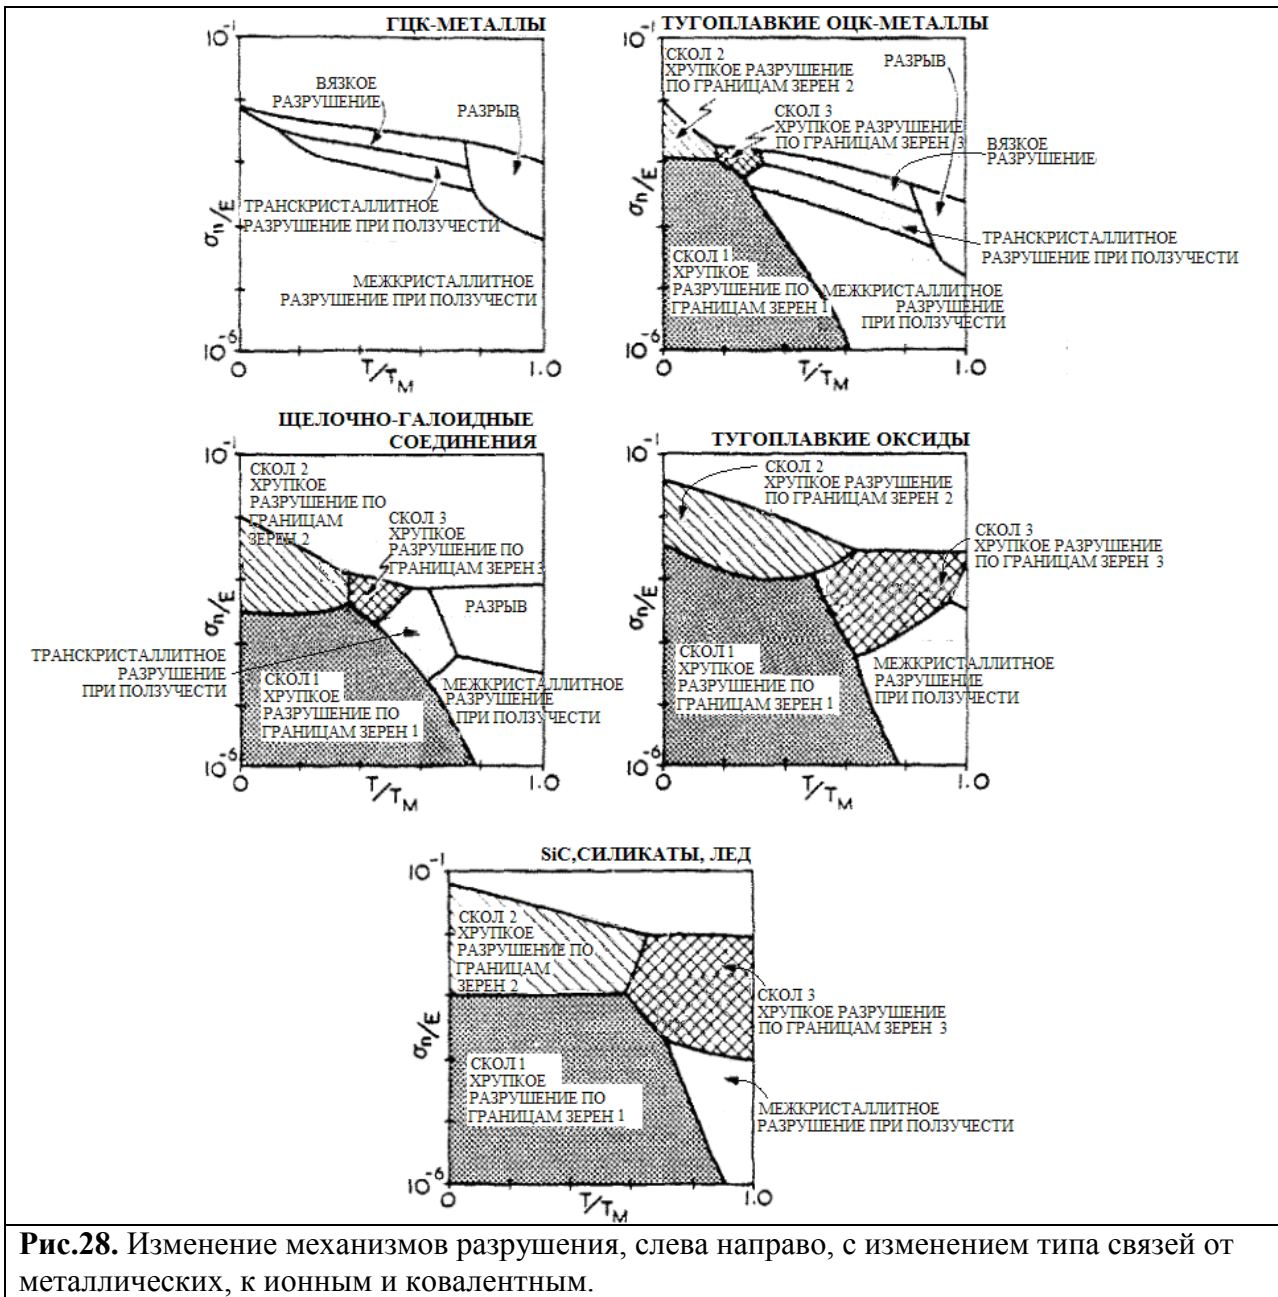 ГЦК-МЕТАЛЛЫ
10⁻¹
ВЯЗКОЕ
РАЗРУШЕНИЕ
РАЗРЫВ
σn/E
ТРАНСКРИСТАЛЛИТНОЕ
РАЗРУШЕНИЕ ПРИ ПОЛЗУЧЕСТИ
МЕЖКРИСТАЛЛИТНОЕ
РАЗРУШЕНИЕ ПРИ ПОЛЗУЧЕСТИ
10⁻⁶
0
T/TM
1.0
ТУГОПЛАВКИЕ ОЦК-МЕТАЛЛЫ
10⁻¹
СКОЛ 2
ХРУПКОЕ РАЗРУШЕНИЕ
ПО ГРАНИЦАМ ЗЕРЕН 2
РАЗРЫВ
СКОЛ 3
ХРУПКОЕ РАЗРУШЕНИЕ
ПО ГРАНИЦАМ ЗЕРЕН 3
ВЯЗКОЕ
РАЗРУШЕНИЕ
σn/E
ТРАНСКРИСТАЛЛИТНОЕ
РАЗРУШЕНИЕ ПРИ ПОЛЗУЧЕСТИ
СКОЛ 1
ХРУПКОЕ
РАЗРУШЕНИЕ ПО
ГРАНИЦАМ ЗЕРЕН 1
МЕЖКРИСТАЛЛИТНОЕ
РАЗРУШЕНИЕ
ПРИ ПОЛЗУЧЕСТИ
10⁻⁶
0
T/TM
1.0
ЩЕЛОЧНО-ГАЛОИДНЫЕ
СОЕДИНЕНИЯ
10⁻¹
СКОЛ 2
ХРУПКОЕ
РАЗРУШЕНИЕ ПО
ГРАНИЦАМ
ЗЕРЕН 2
СКОЛ 3
ХРУПКОЕ
РАЗРУШЕНИЕ ПО
ГРАНИЦАМ ЗЕРЕН 3
σn/E
РАЗРЫВ
ТРАНСКРИСТАЛЛИТНОЕ
РАЗРУШЕНИЕ
ПРИ ПОЛЗУЧЕСТИ
СКОЛ 1
ХРУПКОЕ
РАЗРУШЕНИЕ ПО
ГРАНИЦАМ ЗЕРЕН 1
МЕЖКРИСТАЛЛИТНОЕ
РАЗРУШЕНИЕ
ПРИ ПОЛЗУЧЕСТИ
10⁻⁶
0
T/TM
1.0
ТУГОПЛАВКИЕ ОКСИДЫ
10⁻¹
СКОЛ 2
ХРУПКОЕ РАЗРУШЕНИЕ
ПО ГРАНИЦАМ ЗЕРЕН 2
СКОЛ 3
ХРУПКОЕ РАЗРУШЕНИЕ
ПО ГРАНИЦАМ ЗЕРЕН 3
σn/E
СКОЛ 1
ХРУПКОЕ
РАЗРУШЕНИЕ ПО
ГРАНИЦАМ ЗЕРЕН 1
МЕЖКРИСТАЛЛИТНОЕ
РАЗРУШЕНИЕ
ПРИ ПОЛЗУЧЕСТИ
10⁻⁶
0
T/TM
1.0
SiC,СИЛИКАТЫ, ЛЕД
10⁻¹
СКОЛ 2
ХРУПКОЕ
РАЗРУШЕНИЕ ПО
ГРАНИЦАМ
ЗЕРЕН 2
СКОЛ 3
ХРУПКОЕ РАЗРУШЕНИЕ
ПО ГРАНИЦАМ ЗЕРЕН 3
σn/E
СКОЛ 1
ХРУПКОЕ
РАЗРУШЕНИЕ ПО
ГРАНИЦАМ ЗЕРЕН 1
МЕЖКРИСТАЛЛИТНОЕ
РАЗРУШЕНИЕ ПРИ ПОЛЗУЧЕСТИ
10⁻⁶
0
T/TM
1.0
Рис.28. Изменение механизмов разрушения, слева направо, с изменением типа связей от
металлических, к ионным и ковалентным.